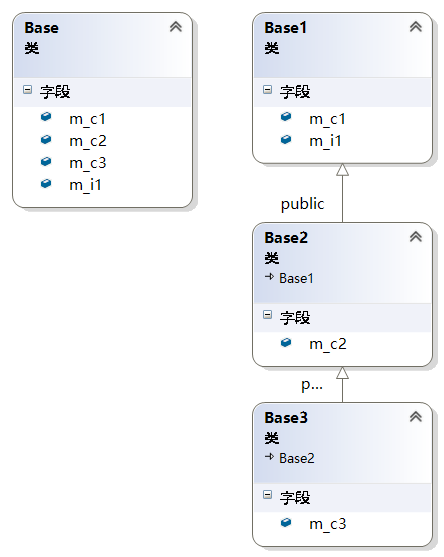 Base
类
字段
m_c1
m_c2
m_c3
m_i1
Base1
类
字段
m_c1
m_i1
public
Base2
类
Base1
字段
m_c2
p...
Base3
类
Base2
字段
m_c3